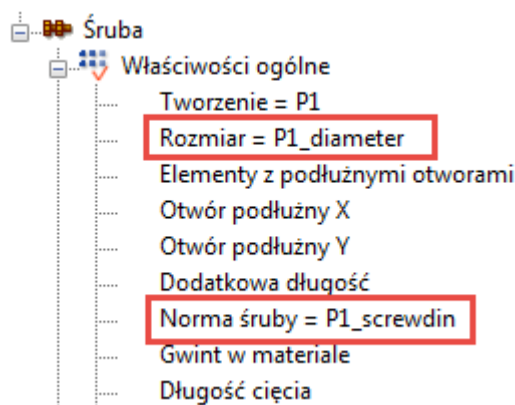 Śruba
Właściwości ogólne
Tworzenie = P1
Rozmiar = P1_diameter
Elementy z podłużnymi otworami
Otwór podłużny X
Otwór podłużny Y
Dodatkowa długość
Norma śruby = P1_screwdin
Gwint w materiale
Długość cięcia